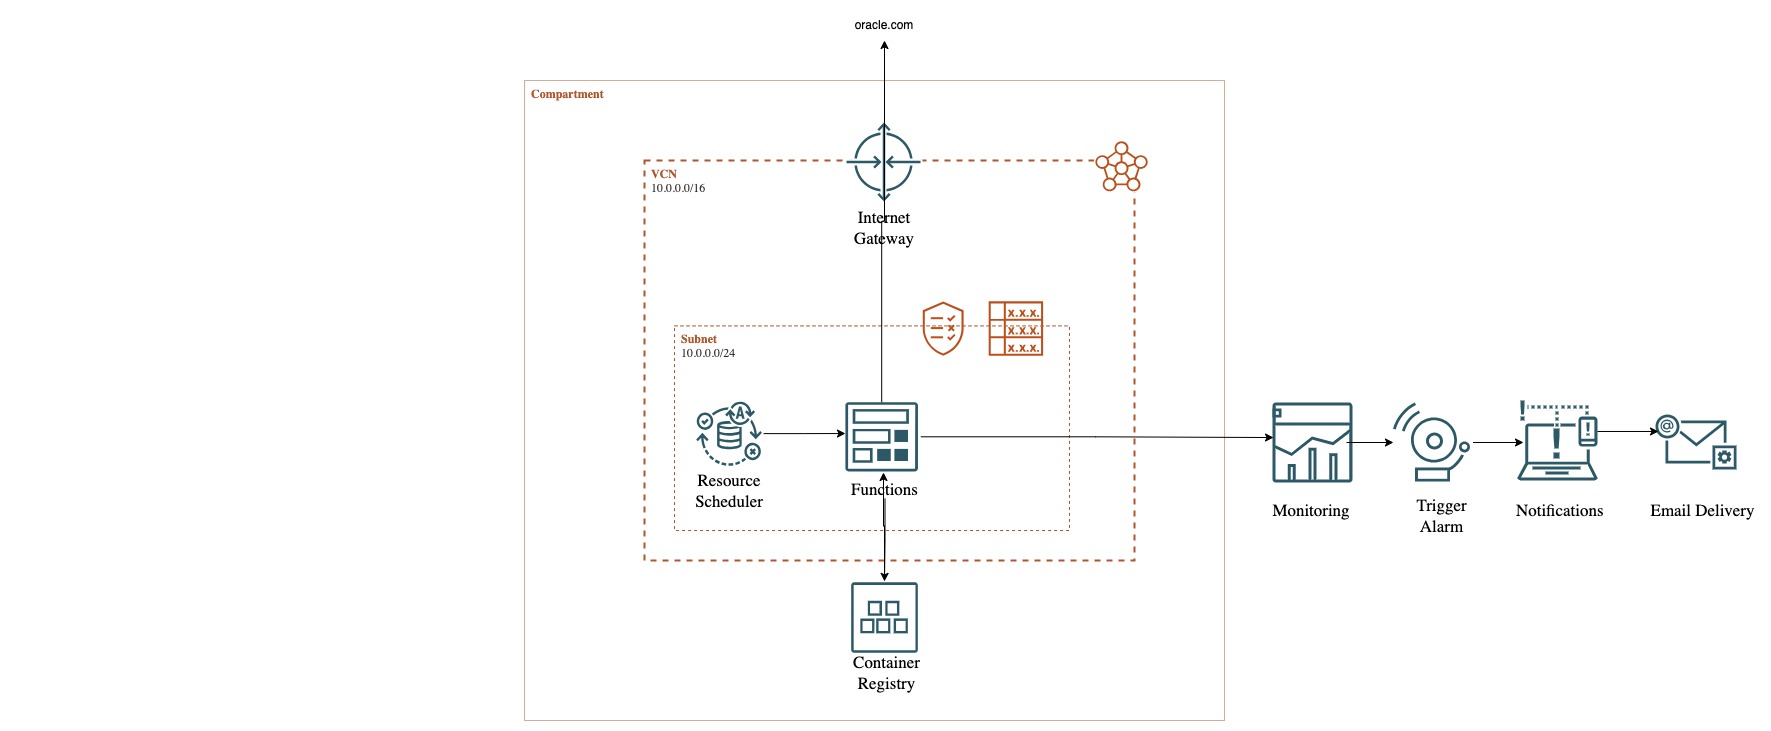 oracle.com
Compartment
VCN
10.0.0.0/16
Internet
Gateway
x.x.x.
x.x.x.
x.x.x.
Subnet
10.0.0.0/24
A
Resource
Scheduler
Functions
Monitoring
Trigger
Alarm
!
!
!
Notifications
@
Email Delivery
Container
Registry